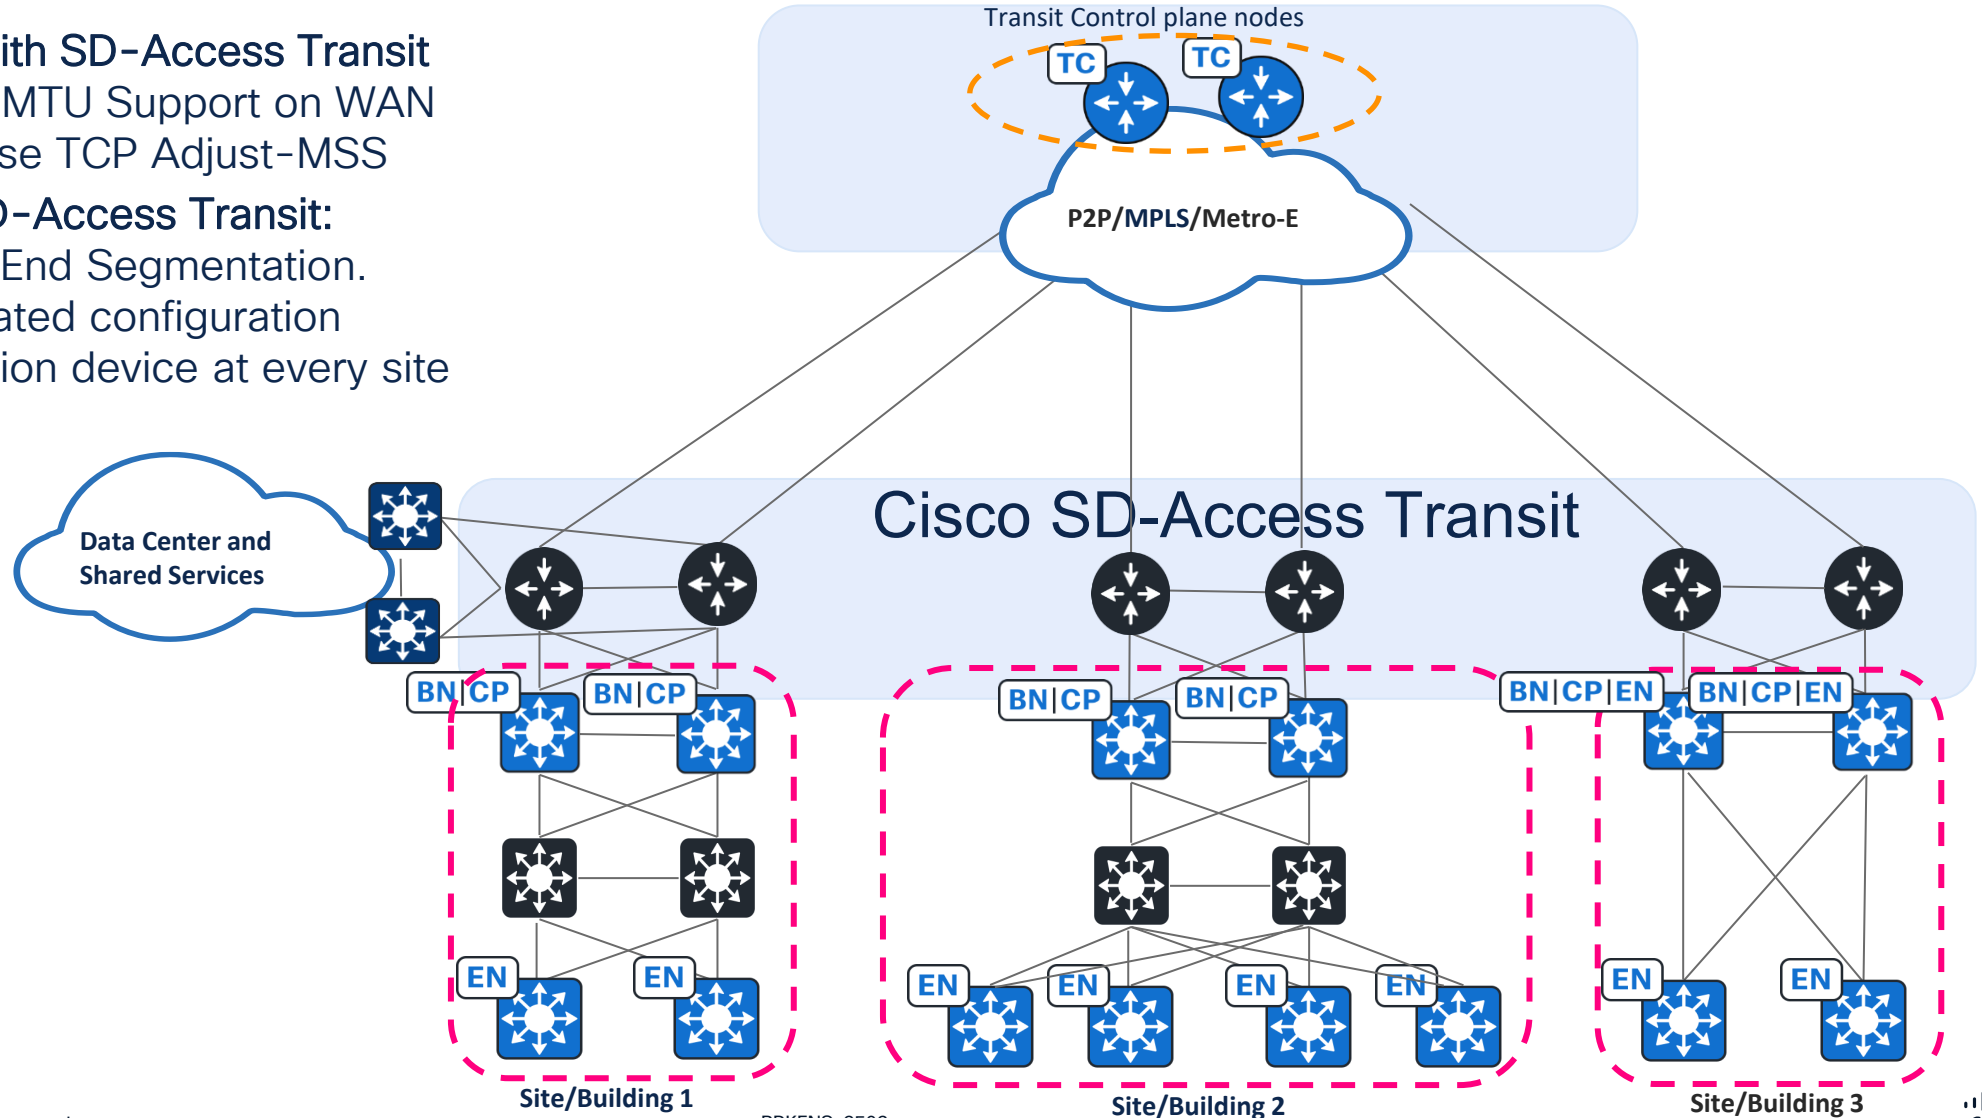 Transit Control plane nodes
ith SD-Access Transit
MTU Support on WAN
se TCP Adjust-MSS
D-Access Transit:
End Segmentation.
ated configuration
ion device at every site
TC
TC
P2P/MPLS/Metro-E
Cisco SD-Access Transit
Data Center and
Shared Services
BN|CP
BN|CP
BN|CP
BN|CP
BN|CP|EN
BN|CP|EN
EN
EN
EN
EN
EN
EN
EN
EN
Site/Building 1
Site/Building 2
Site/Building 3